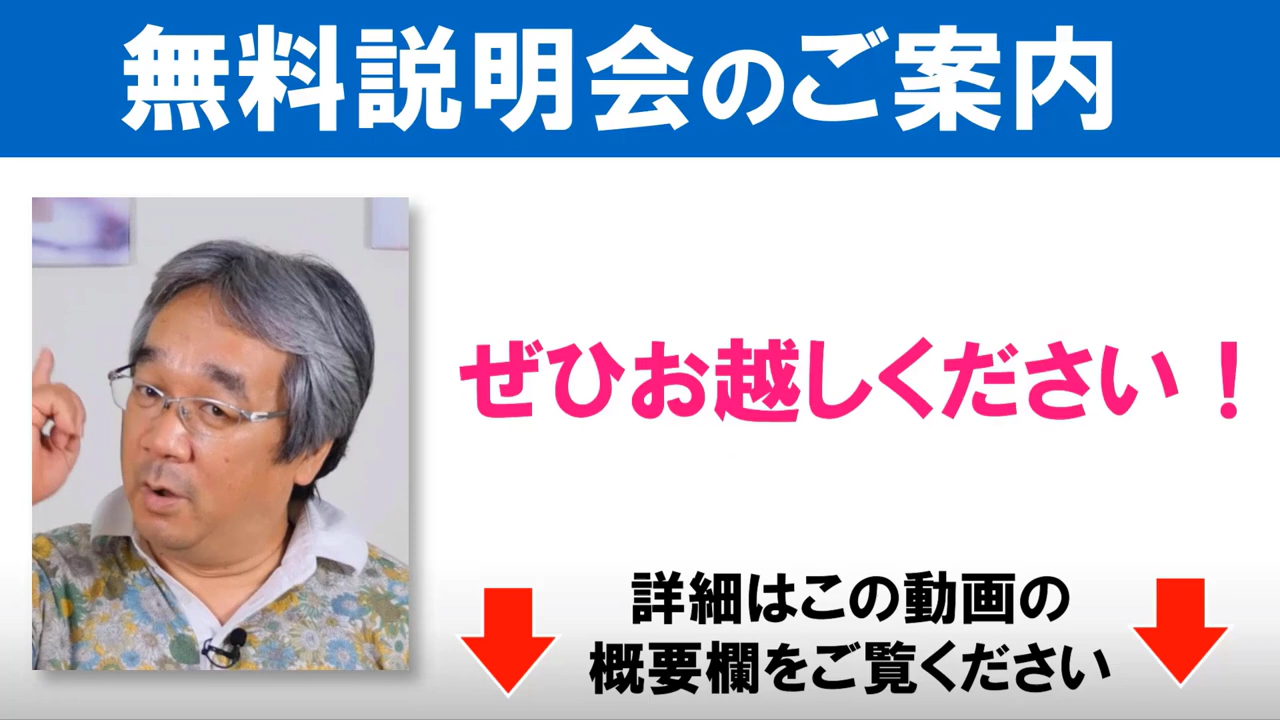 無料説明会のご案内
ぜひお越しください！
詳細はこの動画の
概要欄をご覧ください